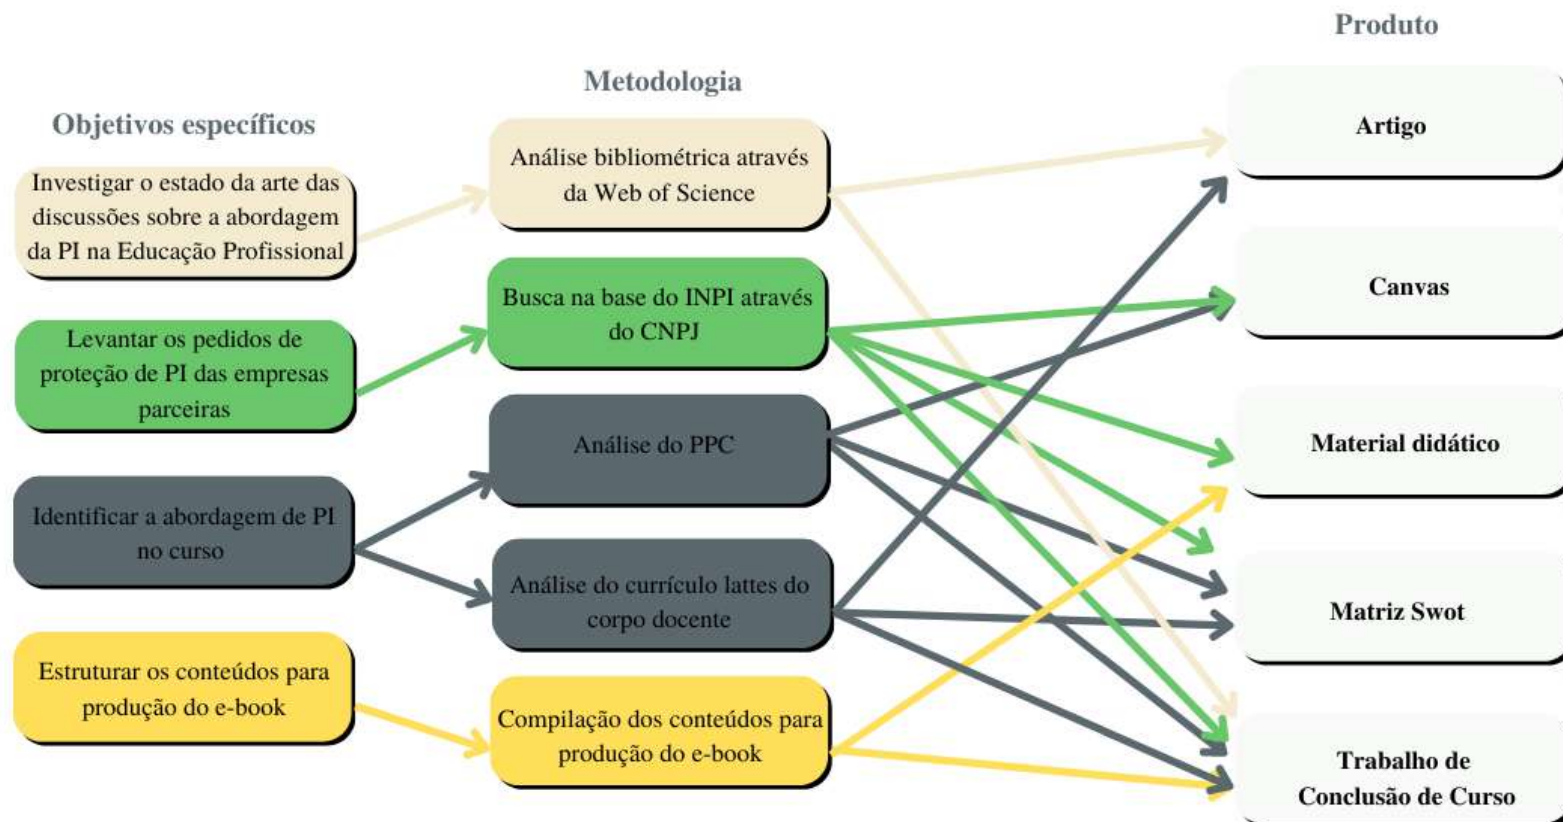 Objetivos específicos
Investigar o estado da arte das
discussões sobre a abordagem
da PI na Educação Profissional
Levantar os pedidos de
proteção de PI das empresas
parceiras
Identificar a abordagem de PI
no curso
Estruturar os conteúdos para
produção do e-book
Metodologia
Análise bibliométrica através
da Web of Science
Busca na base do INPI através
do CNPJ
Análise do PPC
Análise do currículo lattes do
corpo docente
Compilação dos conteúdos para
produção do e-book
Produto
Artigo
Canvas
Material didático
Matriz Swot
Trabalho de
Conclusão de Curso